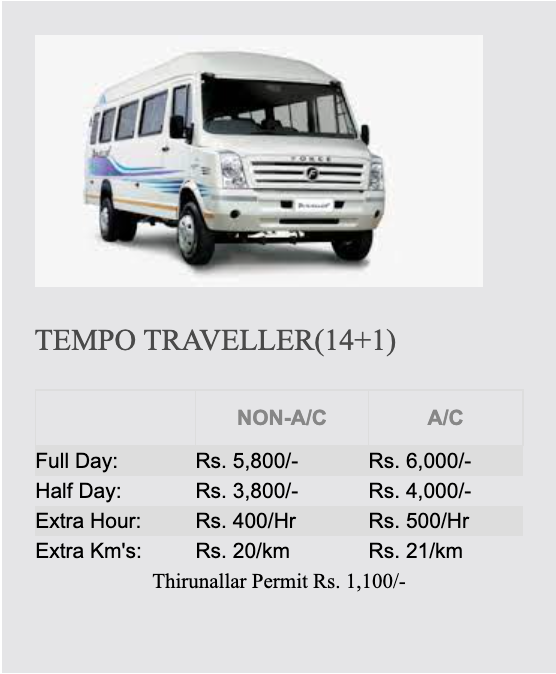 FORCE
Traveller
TEMPO TRAVELLER(14+1)
NON-A/C A/C
Full Day: Rs. 5,800/- Rs. 6,000/-
Half Day: Rs. 3,800/- Rs. 4,000/-
Extra Hour: Rs. 400/Hr Rs. 500/Hr
Extra Km's: Rs. 20/km Rs. 21/km
Thirunallar Permit Rs. 1,100/-